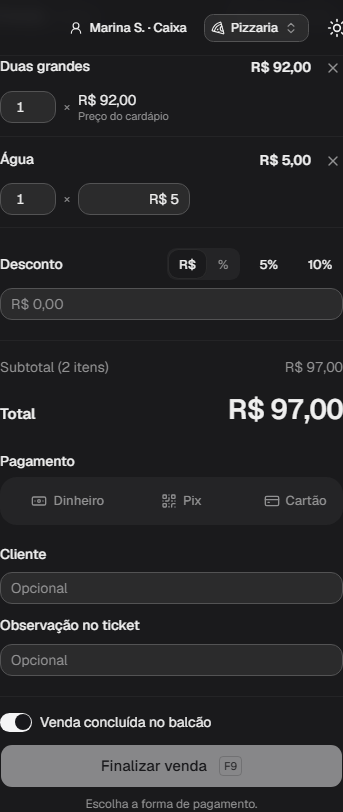 Marina S. · Caixa
Pizzaria
Duas grandes
R$ 92,00
1
×
R$ 92,00
Preço do cardápio
Água
R$ 5,00
1
×
R$ 5
Desconto
R$
%
5%
10%
R$ 0,00
Subtotal (2 itens)
R$ 97,00
Total
R$ 97,00
Pagamento
Dinheiro
Pix
Cartão
Cliente
Opcional
Observação no ticket
Opcional
Venda concluída no balcão
Finalizar venda
F9
Escolha a forma de pagamento.